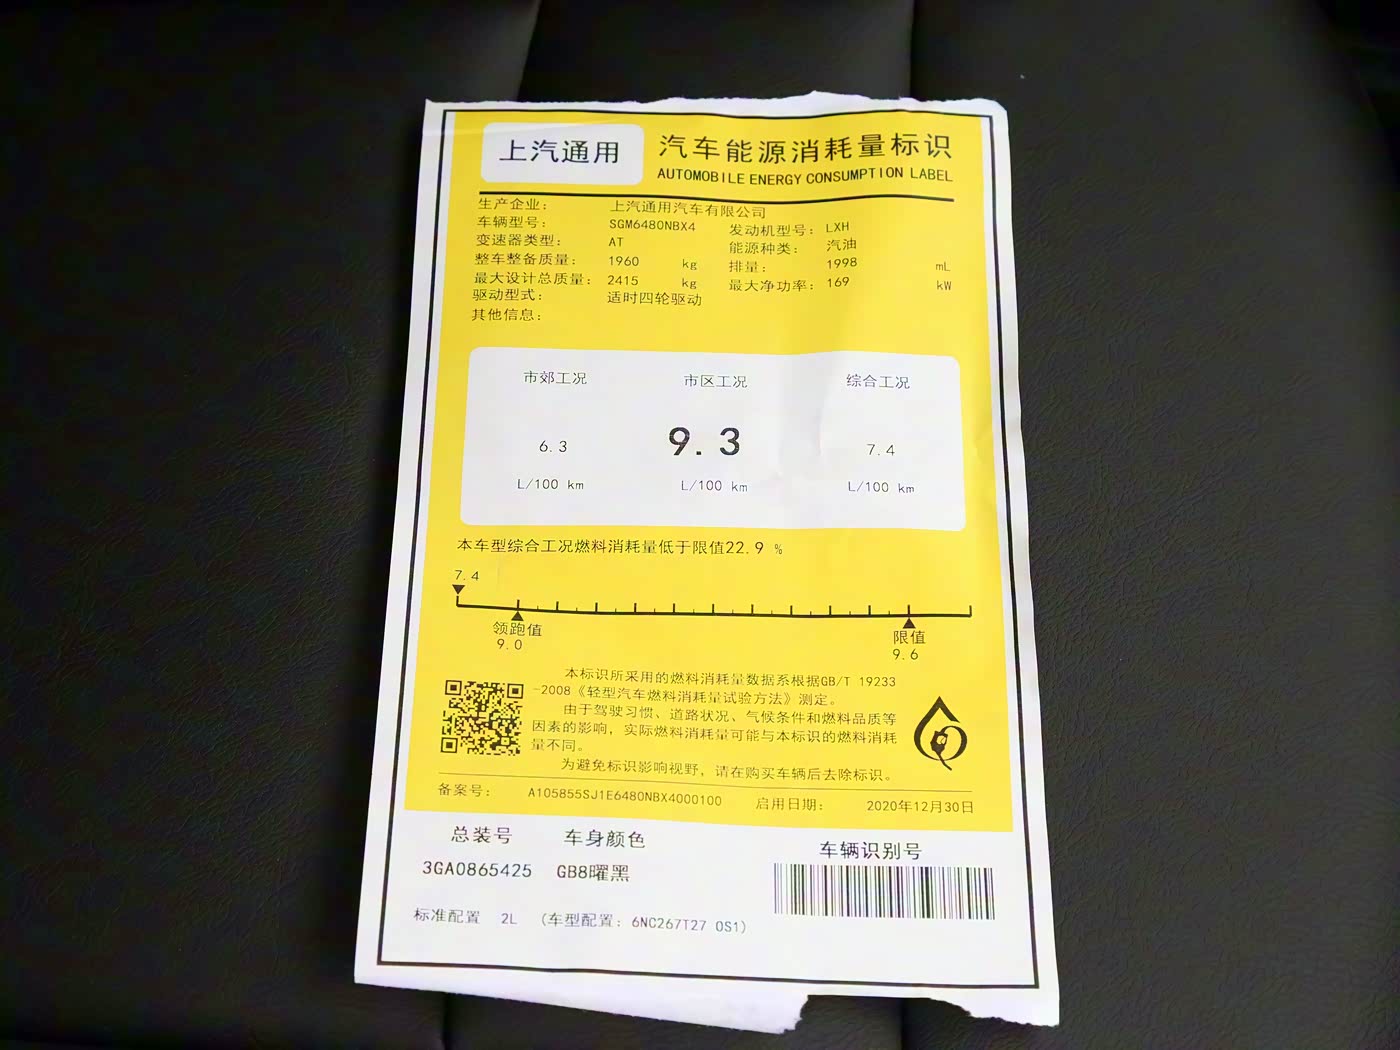 上汽通用
汽车能源消耗量标识
AUTOMOBILE ENERGY CONSUMPTION LABEL
生产企业： 上汽通用汽车有限公司
车辆型号： SGM6480NBX4 发动机型号： LXH
变速器类型： AT 能源种类： 汽油
整车整备质量： 1960 kg 排量： 1998 mL
最大设计总质量： 2415 kg 最大净功率： 169 kW
驱动型式： 适时四轮驱动
其他信息：
市郊工况 市区工况 综合工况
6.3 9.3 7.4
L/100 km L/100 km L/100 km
本车型综合工况燃料消耗量低于限值22.9 %
7.4
领跑值 限值
9.0 9.6
本标识所采用的燃料消耗量数据系根据GB/T 19233
-2008《轻型汽车燃料消耗量试验方法》测定。
由于驾驶习惯、道路状况、气候条件和燃料品质等
因素的影响，实际燃料消耗量可能与本标识的燃料消耗
量不同。
为避免标识影响视野，请在购买车辆后去除标识。
备案号： A105855SJ1E6480NBX4000100 启用日期： 2020年12月30日
总装号 车身颜色 车辆识别号
3GA0865425 GB8曜黑
标准配置 2L （车型配置：6NC267T27 0S1）